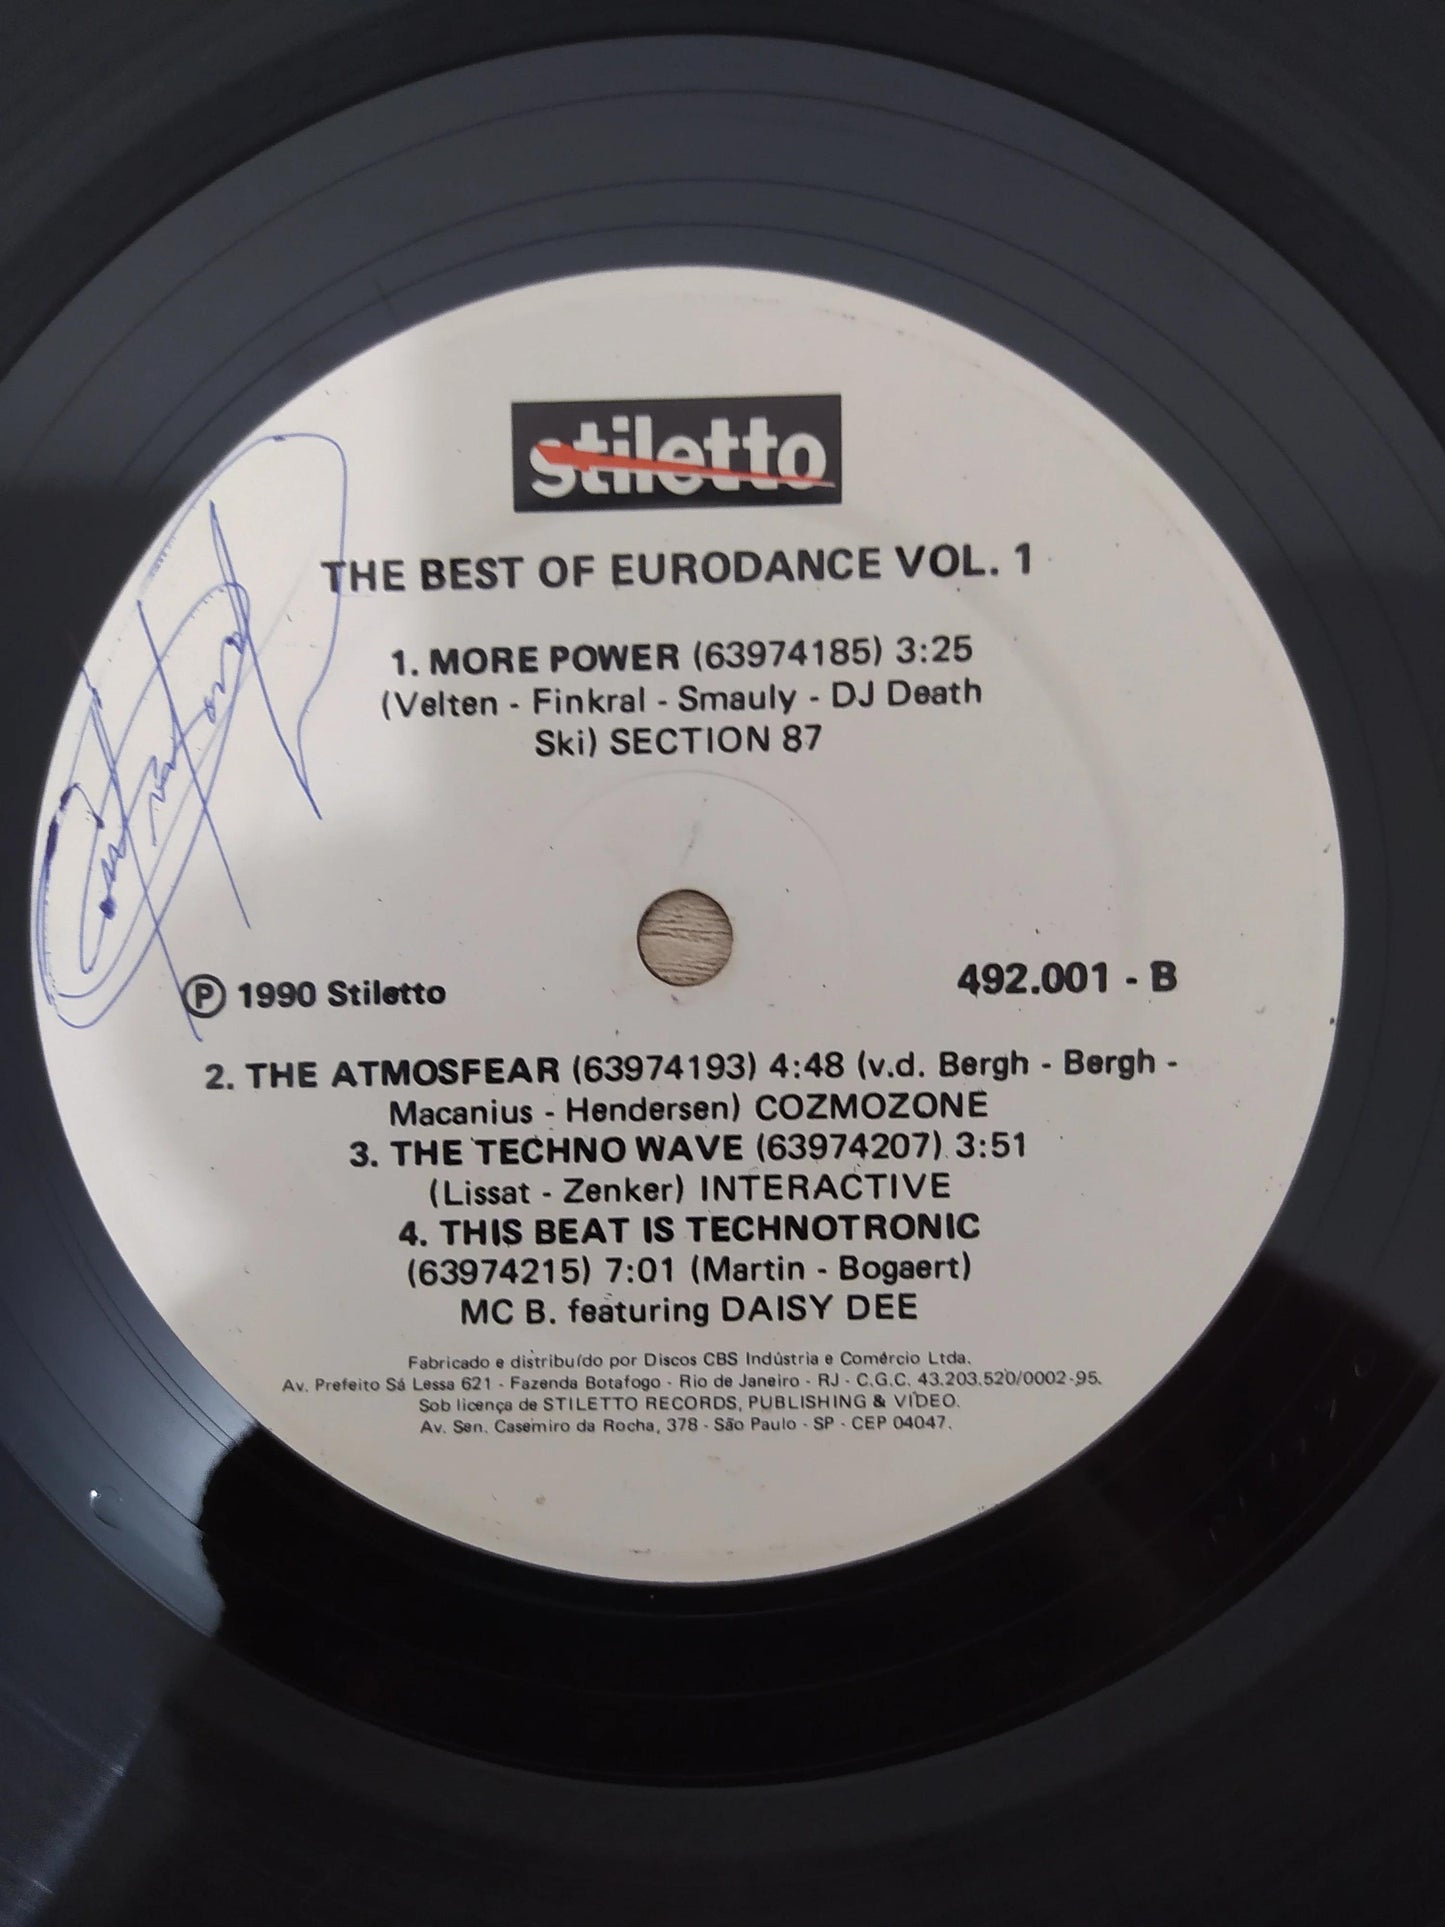 stiletto
THE BEST OF EURODANCE VOL. 1
1. MORE POWER (63974185) 3:25
(Velten - Finkral - Smauly - DJ Death
Ski) SECTION 87
℗ 1990 Stiletto
492.001 - B
2. THE ATMOSFEAR (63974193) 4:48 (v.d. Bergh - Bergh -
Macanius - Hendersen) COZMOZONE
3. THE TECHNO WAVE (63974207) 3:51
(Lissat - Zenker) INTERACTIVE
4. THIS BEAT IS TECHNOTRONIC
(63974215) 7:01 (Martin - Bogaert)
MC B. featuring DAISY DEE
Fabricado e distribuído por Discos CBS Indústria e Comércio Ltda.
Av. Prefeito Sá Lessa 621 - Fazenda Botafogo - Rio de Janeiro - RJ - C.G.C. 43.203.520/0002-95.
Sob licença de STILETTO RECORDS, PUBLISHING & VÍDEO.
Av. Sen. Casemiro da Rocha, 378 - São Paulo - SP - CEP 04047.